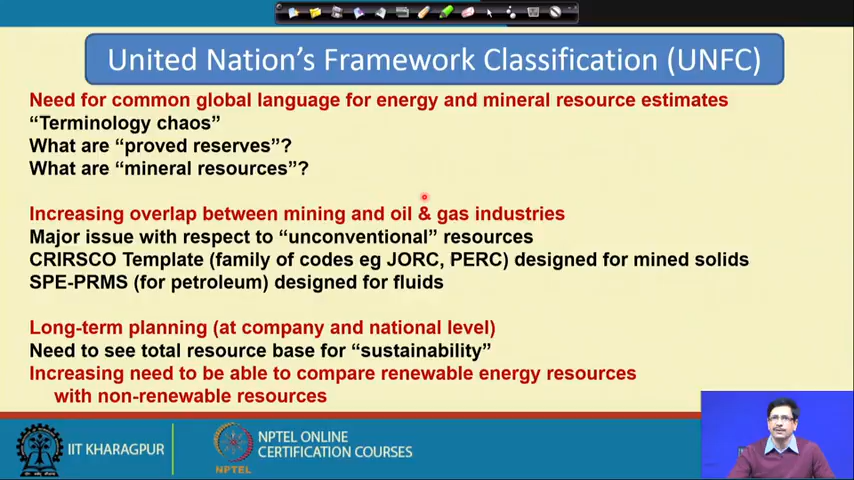 United Nation's Framework Classification (UNFC)
Need for common global language for energy and mineral resource estimates
“Terminology chaos”
What are “proved reserves”?
What are “mineral resources”?
Increasing overlap between mining and oil & gas industries
Major issue with respect to “unconventional” resources
CRIRSCO Template (family of codes eg JORC, PERC) designed for mined solids
SPE-PRMS (for petroleum) designed for fluids
Long-term planning (at company and national level)
Need to see total resource base for “sustainability”
Increasing need to be able to compare renewable energy resources
with non-renewable resources
IIT KHARAGPUR
NPTEL
NPTEL ONLINE
CERTIFICATION COURSES